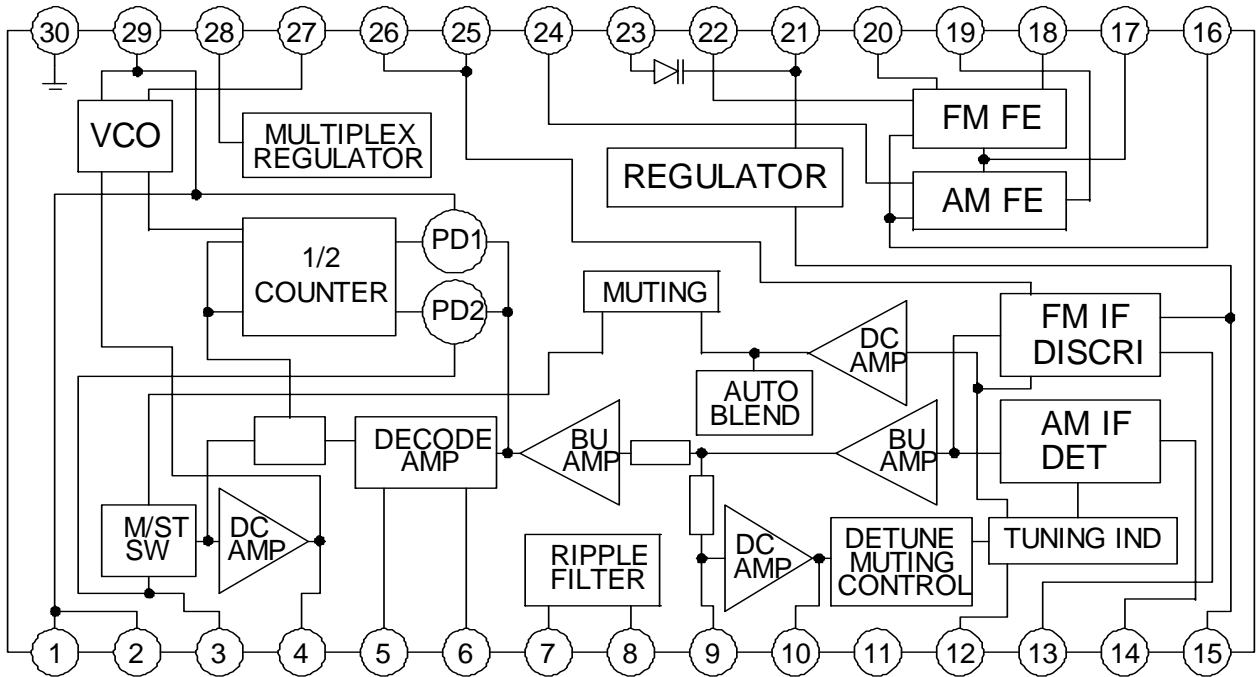 30 29 28 27 26 25 24 23 22 21 20 19 18 17 16
VCO
MULTIPLEX
REGULATOR
REGULATOR
FM FE
AM FE
PD1
1/2
COUNTER
PD2
MUTING
DC
AMP
FM IF
DISCRI
AUTO
BLEND
DECODE
AMP
BU
AMP
BU
AMP
AM IF
DET
M/ST
SW
DC
AMP
RIPPLE
FILTER
DC
AMP
DETUNE
MUTING
CONTROL
TUNING IND
1 2 3 4 5 6 7 8 9 10 11 12 13 14 15